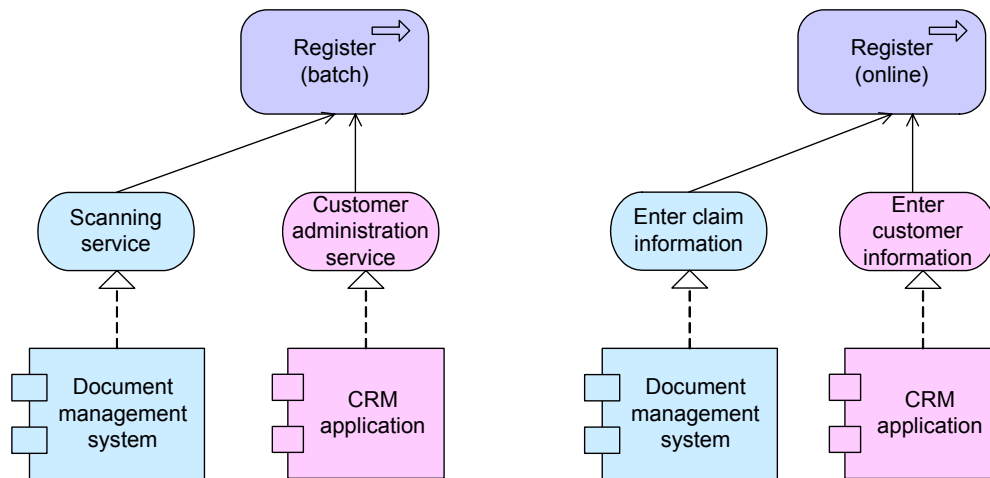 Register
(batch)
Register
(online)
Scanning
service
Customer
administration
service
Enter claim
information
Enter
customer
information
Document
management
system
CRM
application
Document
management
system
CRM
application